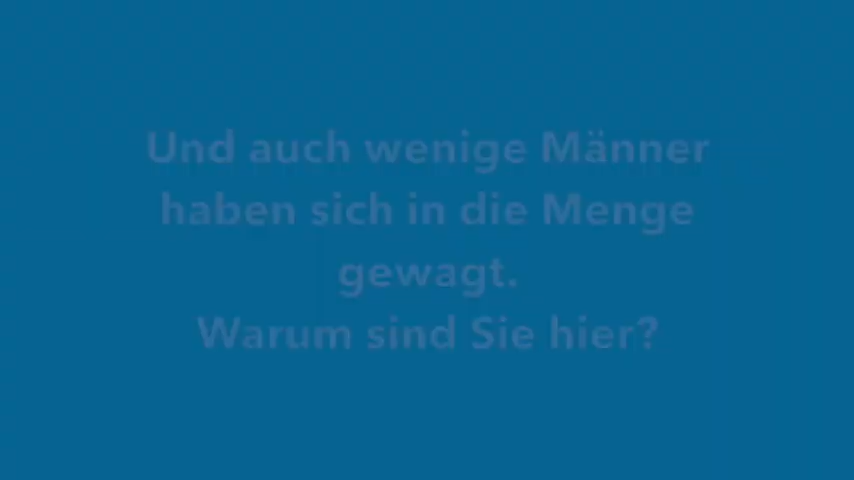 Und auch wenige Männer
haben sich in die Menge
gewagt.
Warum sind Sie hier?